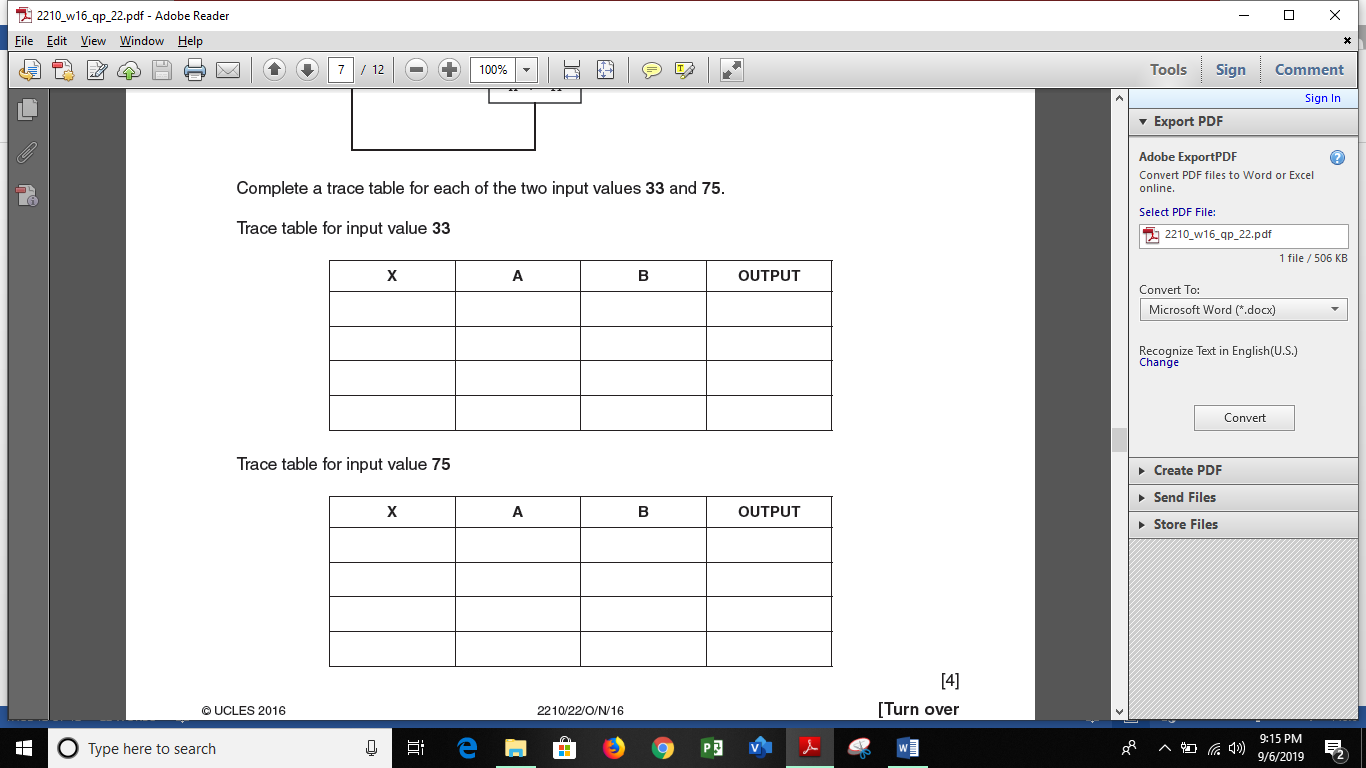 2210_w16_qp_22.pdf - Adobe Reader
File Edit View Window Help
7 / 12 100% Tools Sign Comment
Sign In
Export PDF
Adobe ExportPDF
Convert PDF files to Word or Excel
online.
Select PDF File:
2210_w16_qp_22.pdf
1 file / 506 KB
Convert To:
Microsoft Word (*.docx)
Recognize Text in English(U.S.)
Change
Convert
Create PDF
Send Files
Store Files
Complete a trace table for each of the two input values 33 and 75.
Trace table for input value 33
X A B OUTPUT
Trace table for input value 75
X A B OUTPUT
[4]
© UCLES 2016 2210/22/O/N/16 [Turn over
Type here to search
9:15 PM
9/6/2019
2